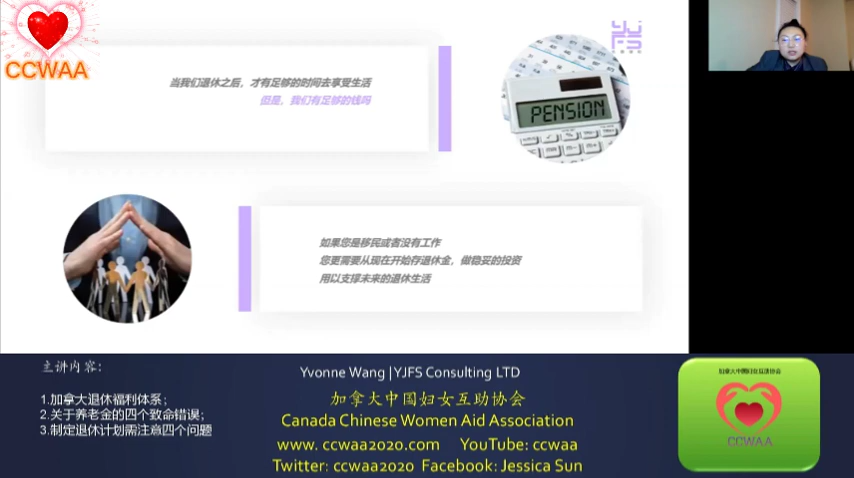 CCWAA
当我们退休之后，才有足够的时间去享受生活
但是，我们有足够的钱吗
YJFS
PENSION
如果您是移民或者没有工作
您更需要从现在开始存退休金，做稳妥的投资
用以支撑未来的退休生活
主讲内容：
1.加拿大退休福利体系；
2.关于养老金的四个致命错误；
3.制定退休计划需注意四个问题
Yvonne Wang | YJFS Consulting LTD
加拿大中国妇女互助协会
Canada Chinese Women Aid Association
www. ccwaa2020.com YouTube: ccwaa
Twitter: ccwaa2020 Facebook: Jessica Sun
加拿大中国妇女互助协会
CCWAA